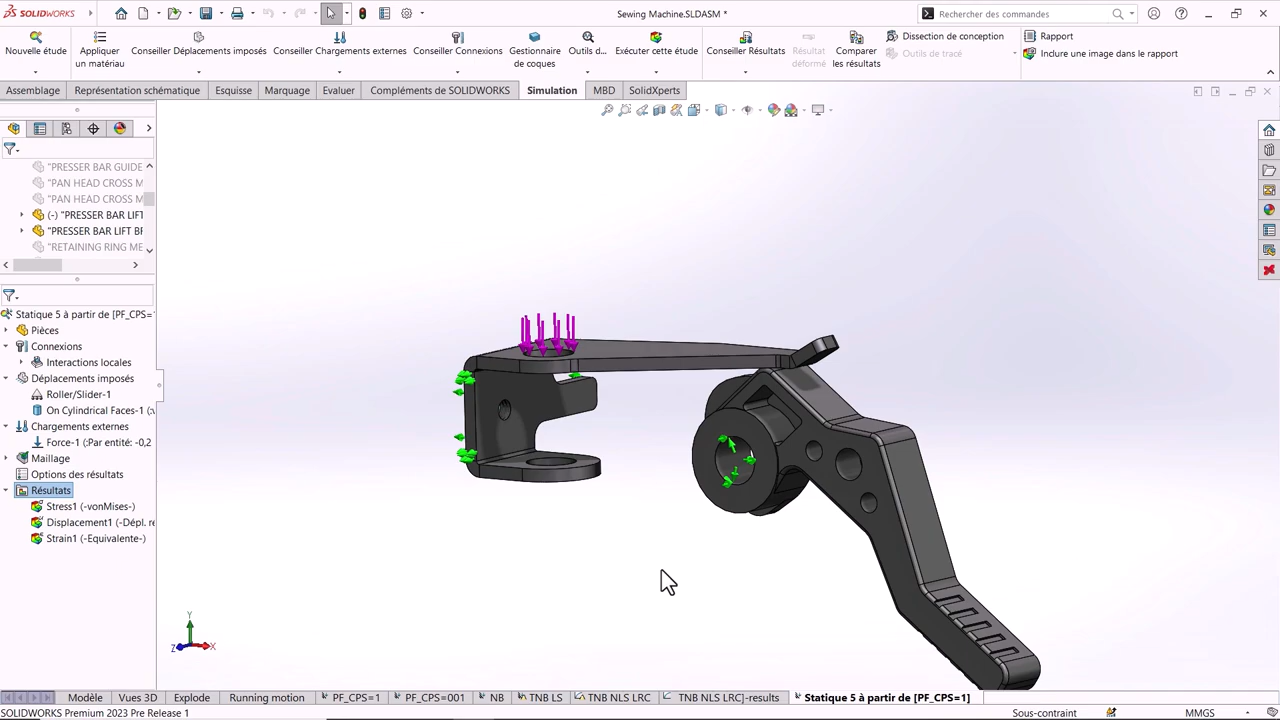 SOLIDWORKS
Sewing Machine.SLDASM *
Rechercher des commandes
Nouvelle étude
Appliquer un matériau
Conseiller Déplacements imposés
Conseiller Chargements externes
Conseiller Connexions
Gestionnaire de coques
Outils d...
Exécuter cette étude
Conseiller Résultats
Résultat déformé
Comparer les résultats
Dissection de conception
Outils de tracé
Rapport
Inclure une image dans le rapport
Assemblage
Représentation schématique
Esquisse
Marquage
Evaluer
Compléments de SOLIDWORKS
Simulation
MBD
SolidXperts
"PRESSER BAR GUIDE
"PAN HEAD CROSS M
"PAN HEAD CROSS M
(-) "PRESSER BAR LIFT
"PRESSER BAR LIFT BF
"RETAINING RING ME
Statique 5 à partir de [PF_CPS=
Pièces
Connexions
Interactions locales
Déplacements imposés
Roller/Slider-1
On Cylindrical Faces-1 (:
Chargements externes
Force-1 (:Par entité: -0,2
Maillage
Options des résultats
Résultats
Stress1 (-vonMises-)
Displacement1 (-Dépl. re
Strain1 (-Equivalente-)
Y
Z
X
Modèle
Vues 3D
Explode
Running motion
PF_CPS=1
PF_CPS=001
NB
TNB LS
TNB NLS LRC
TNB NLS LRC]-results
Statique 5 à partir de [PF_CPS=1]
SOLIDWORKS Premium 2023 Pre Release 1
Sous-contraint
MMGS